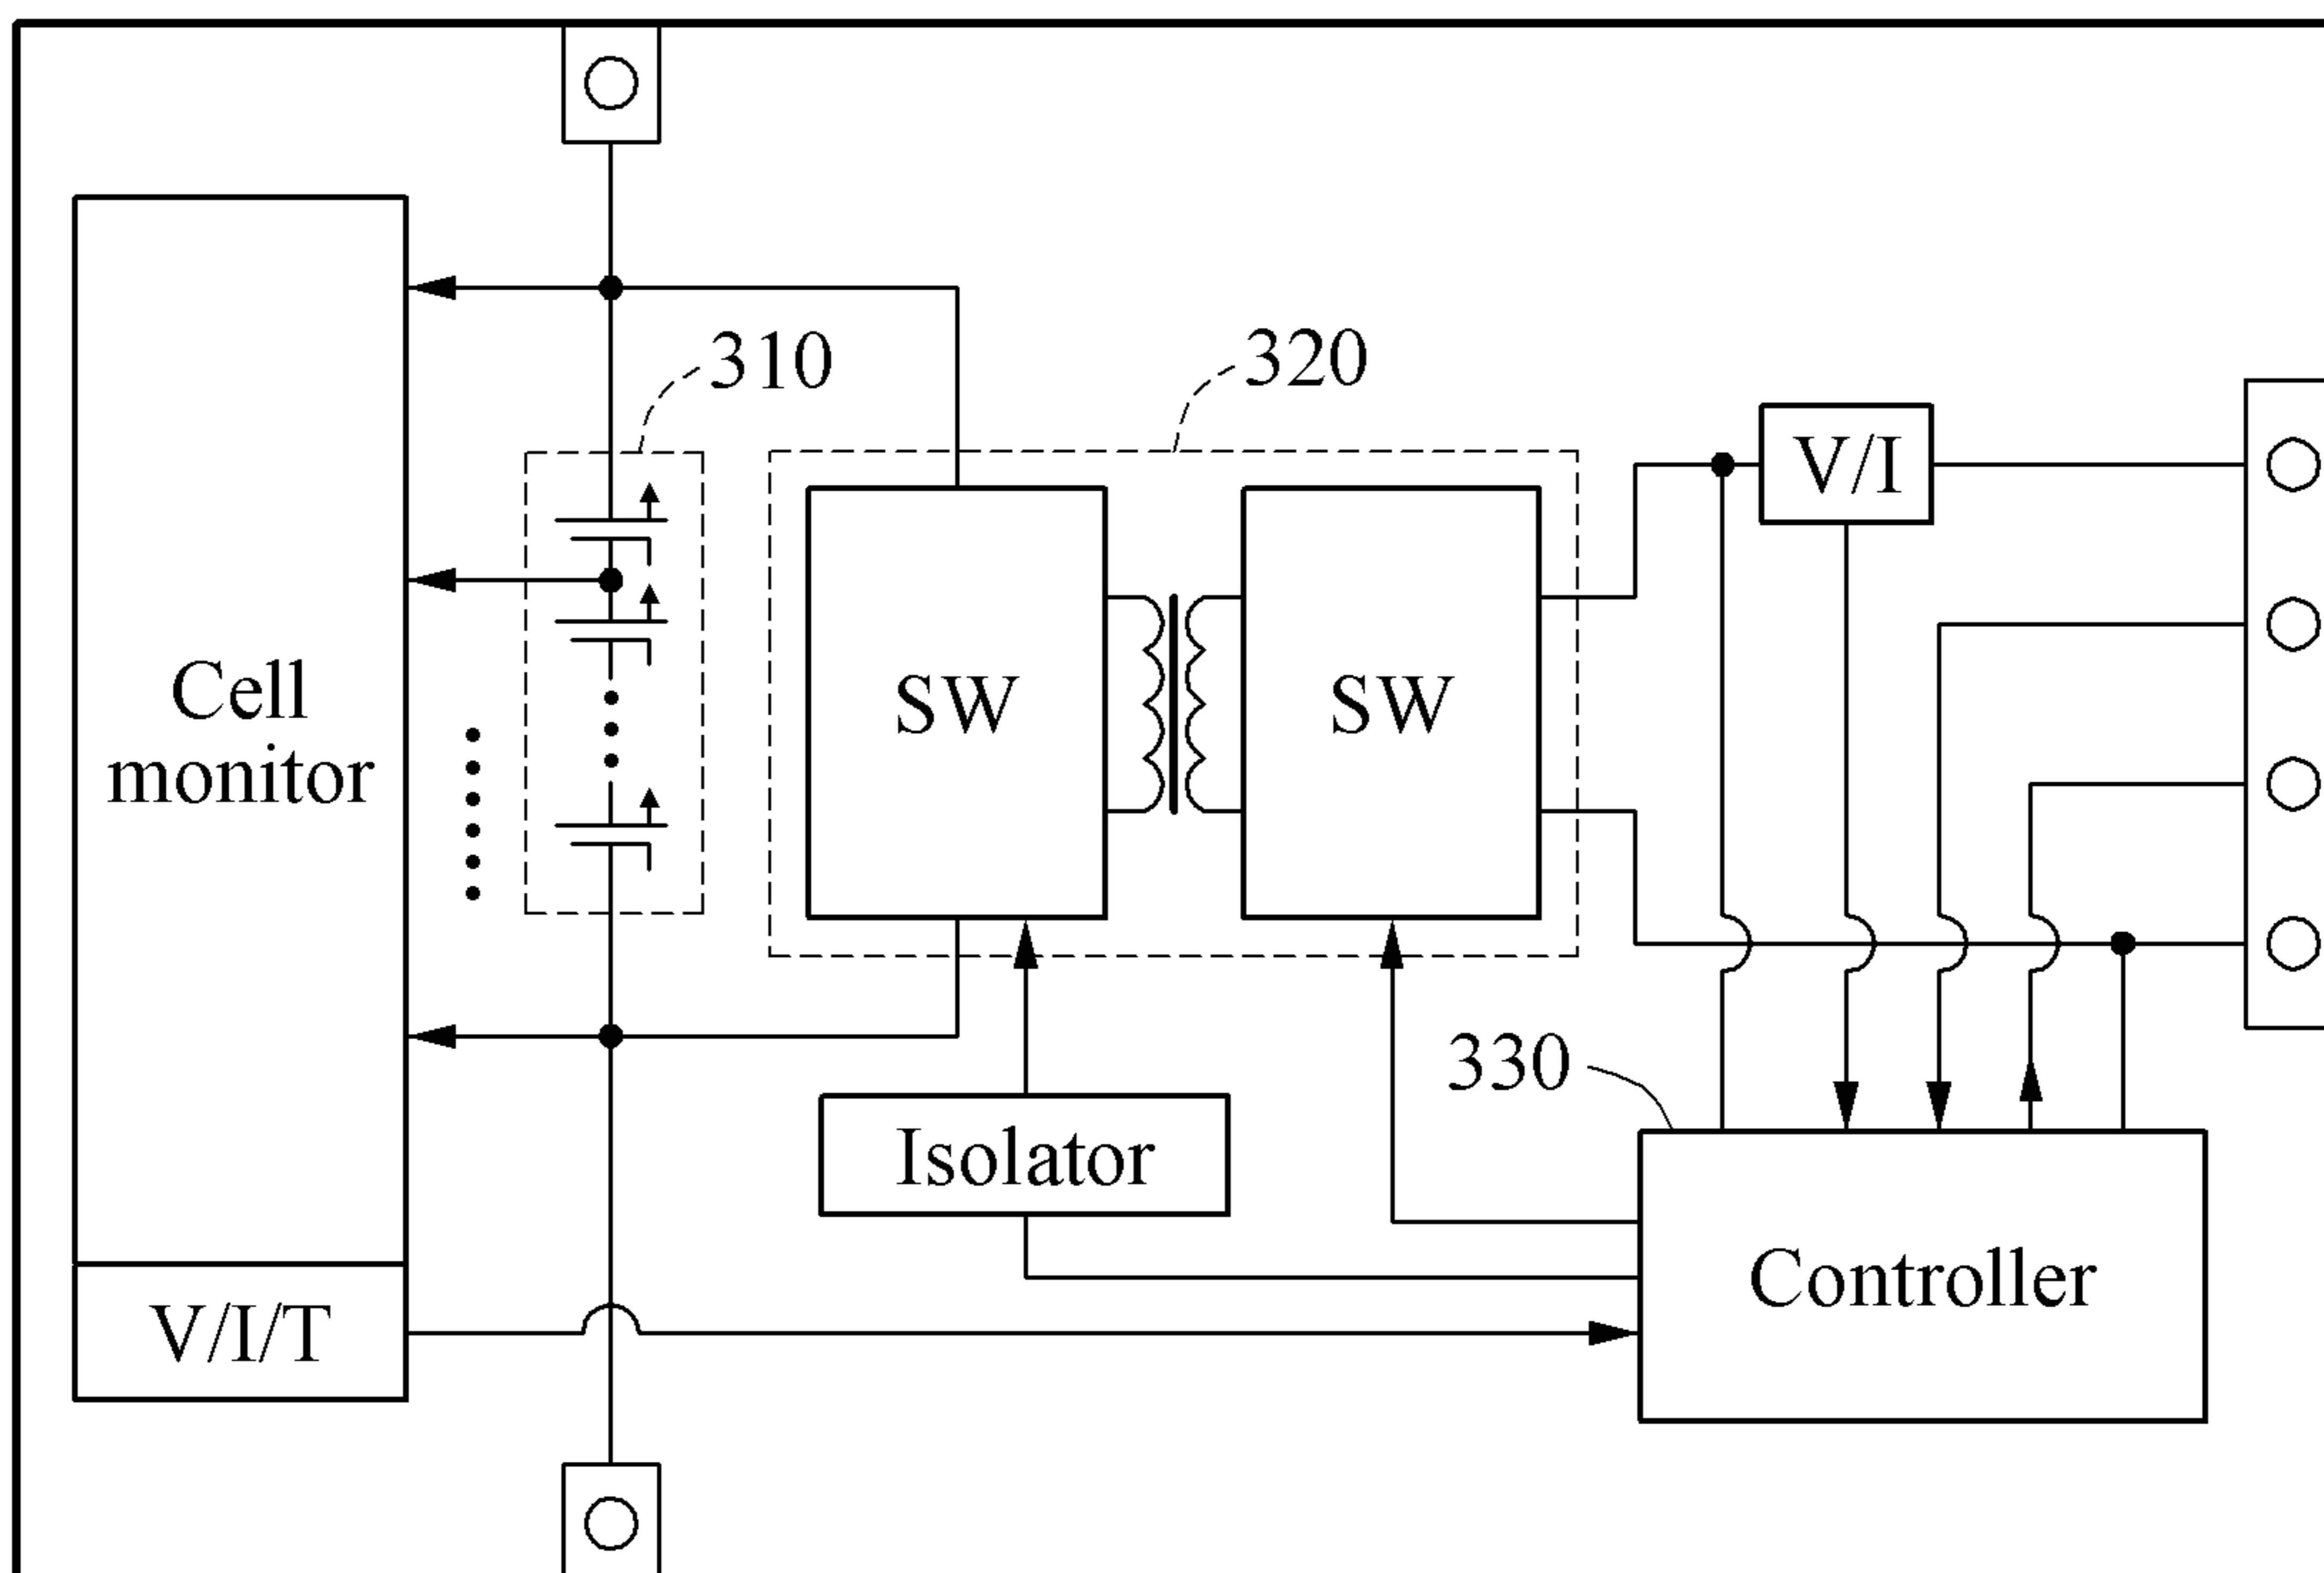 310
320
V/I
Cell
monitor
SW
SW
330
Isolator
Controller
V/I/T